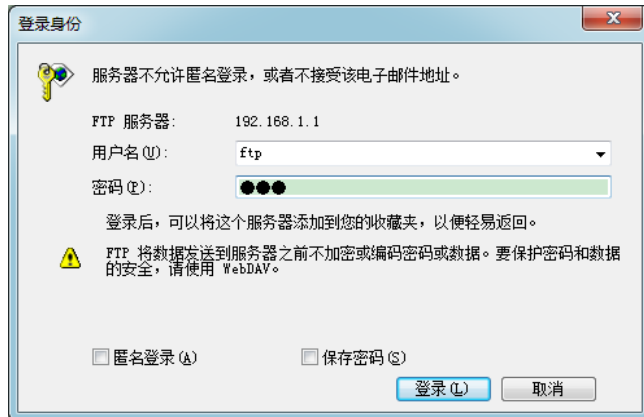 登录身份
服务器不允许匿名登录，或者不接受该电子邮件地址。
FTP 服务器: 192.168.1.1
用户名(U): ftp
密码(P): ●●●
登录后，可以将这个服务器添加到您的收藏夹，以便轻易返回。
FTP 将数据发送到服务器之前不加密或编码密码或数据。要保护密码和数据
的安全，请使用 WebDAV。
匿名登录(A) 保存密码(S)
登录(L) 取消